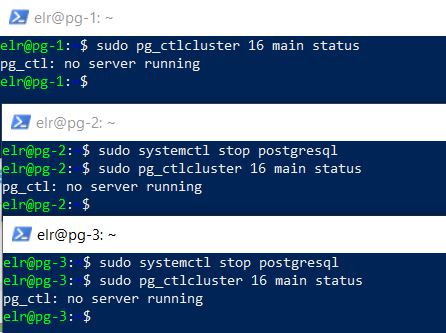 elr@pg-1: ~
elr@pg-1:~$ sudo pg_ctlcluster 16 main status
pg_ctl: no server running
elr@pg-1:~$
elr@pg-2: ~
elr@pg-2:~$ sudo systemctl stop postgresql
elr@pg-2:~$ sudo pg_ctlcluster 16 main status
pg_ctl: no server running
elr@pg-2:~$
elr@pg-3: ~
elr@pg-3:~$ sudo systemctl stop postgresql
elr@pg-3:~$ sudo pg_ctlcluster 16 main status
pg_ctl: no server running
elr@pg-3:~$